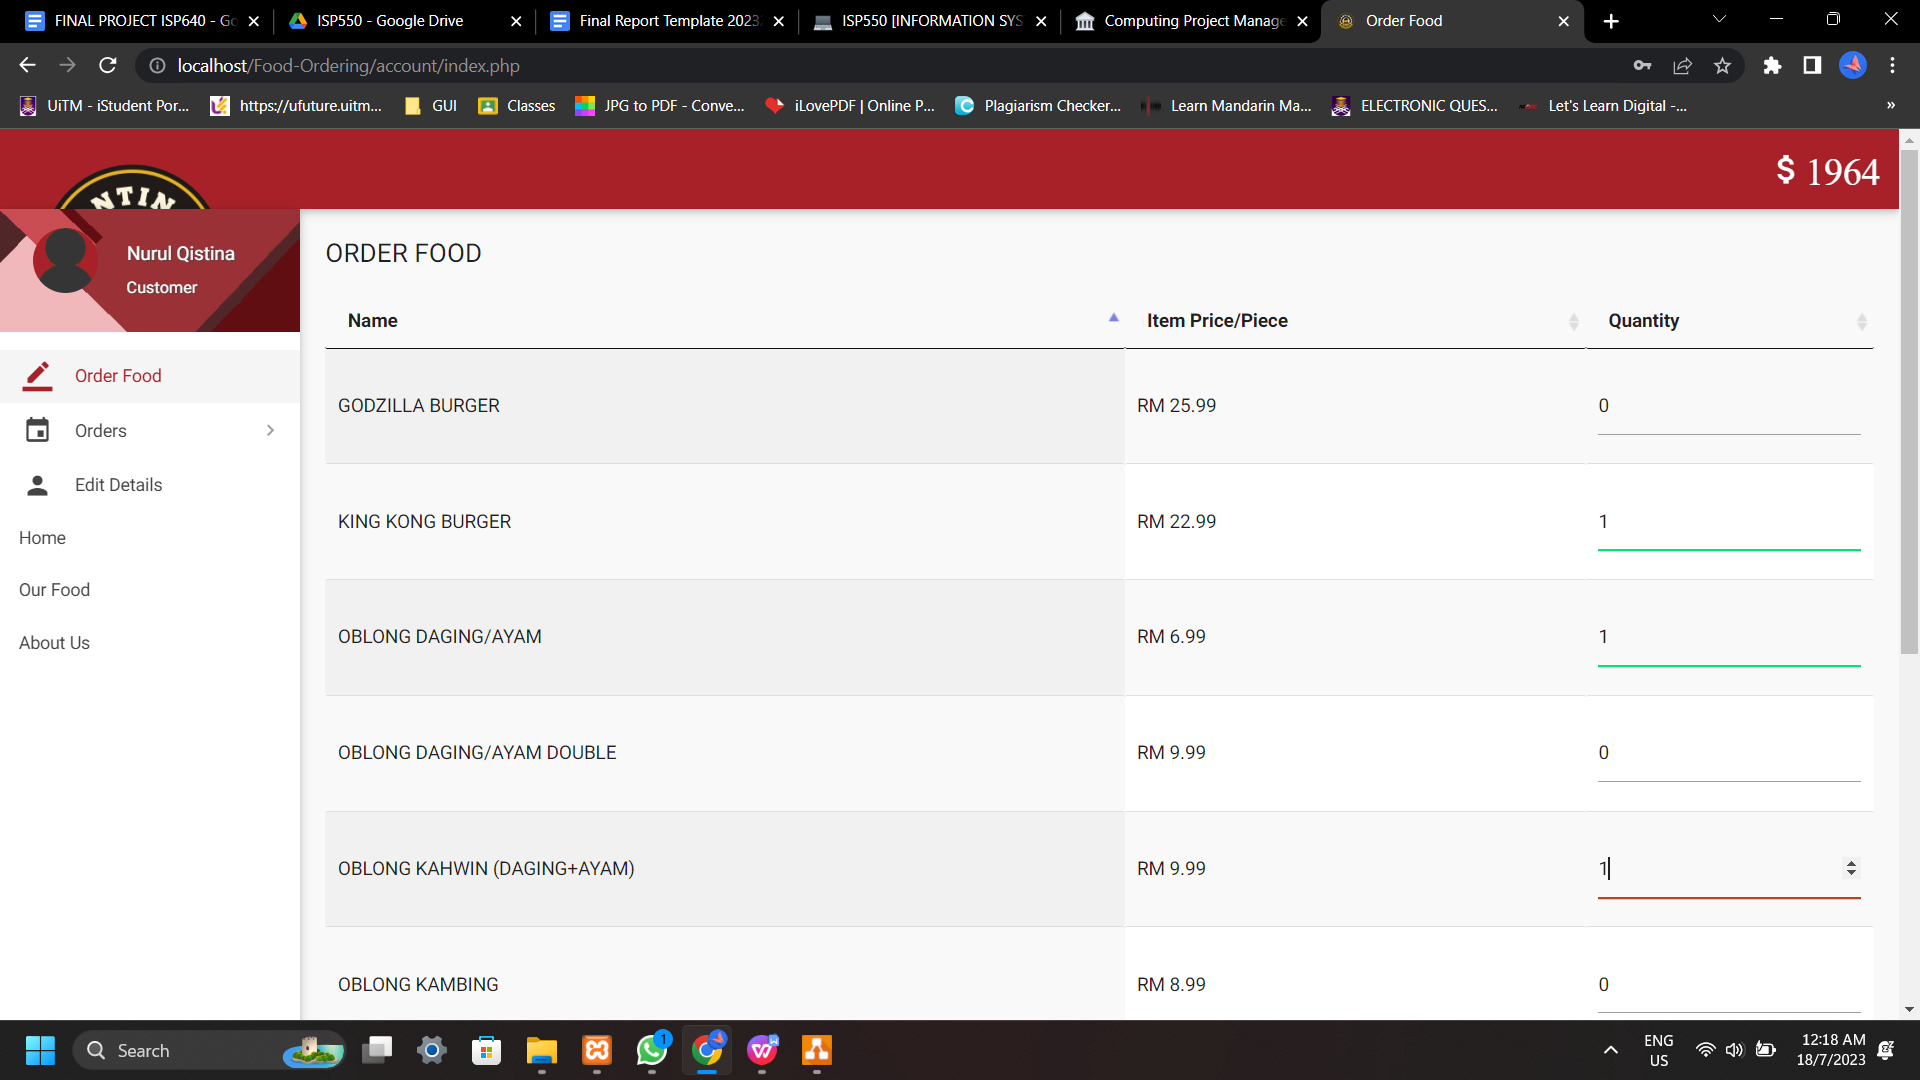 FINAL PROJECT ISP640 - Go
ISP550 - Google Drive
Final Report Template 2023
ISP550 [INFORMATION SYS
Computing Project Manage
Order Food
localhost/Food-Ordering/account/index.php
UiTM - iStudent Por...
https://ufuture.uitm...
GUI
Classes
JPG to PDF - Conve...
iLovePDF | Online P...
Plagiarism Checker...
Learn Mandarin Ma...
ELECTRONIC QUES...
Let's Learn Digital -...
»
NTIN
$ 1964
Nurul Qistina
Customer
Order Food
Orders
Edit Details
Home
Our Food
About Us
ORDER FOOD
Name Item Price/Piece Quantity
GODZILLA BURGER RM 25.99 0
KING KONG BURGER RM 22.99 1
OBLONG DAGING/AYAM RM 6.99 1
OBLONG DAGING/AYAM DOUBLE RM 9.99 0
OBLONG KAHWIN (DAGING+AYAM) RM 9.99 1
OBLONG KAMBING RM 8.99 0
Search
1
ENG
US
12:18 AM
18/7/2023